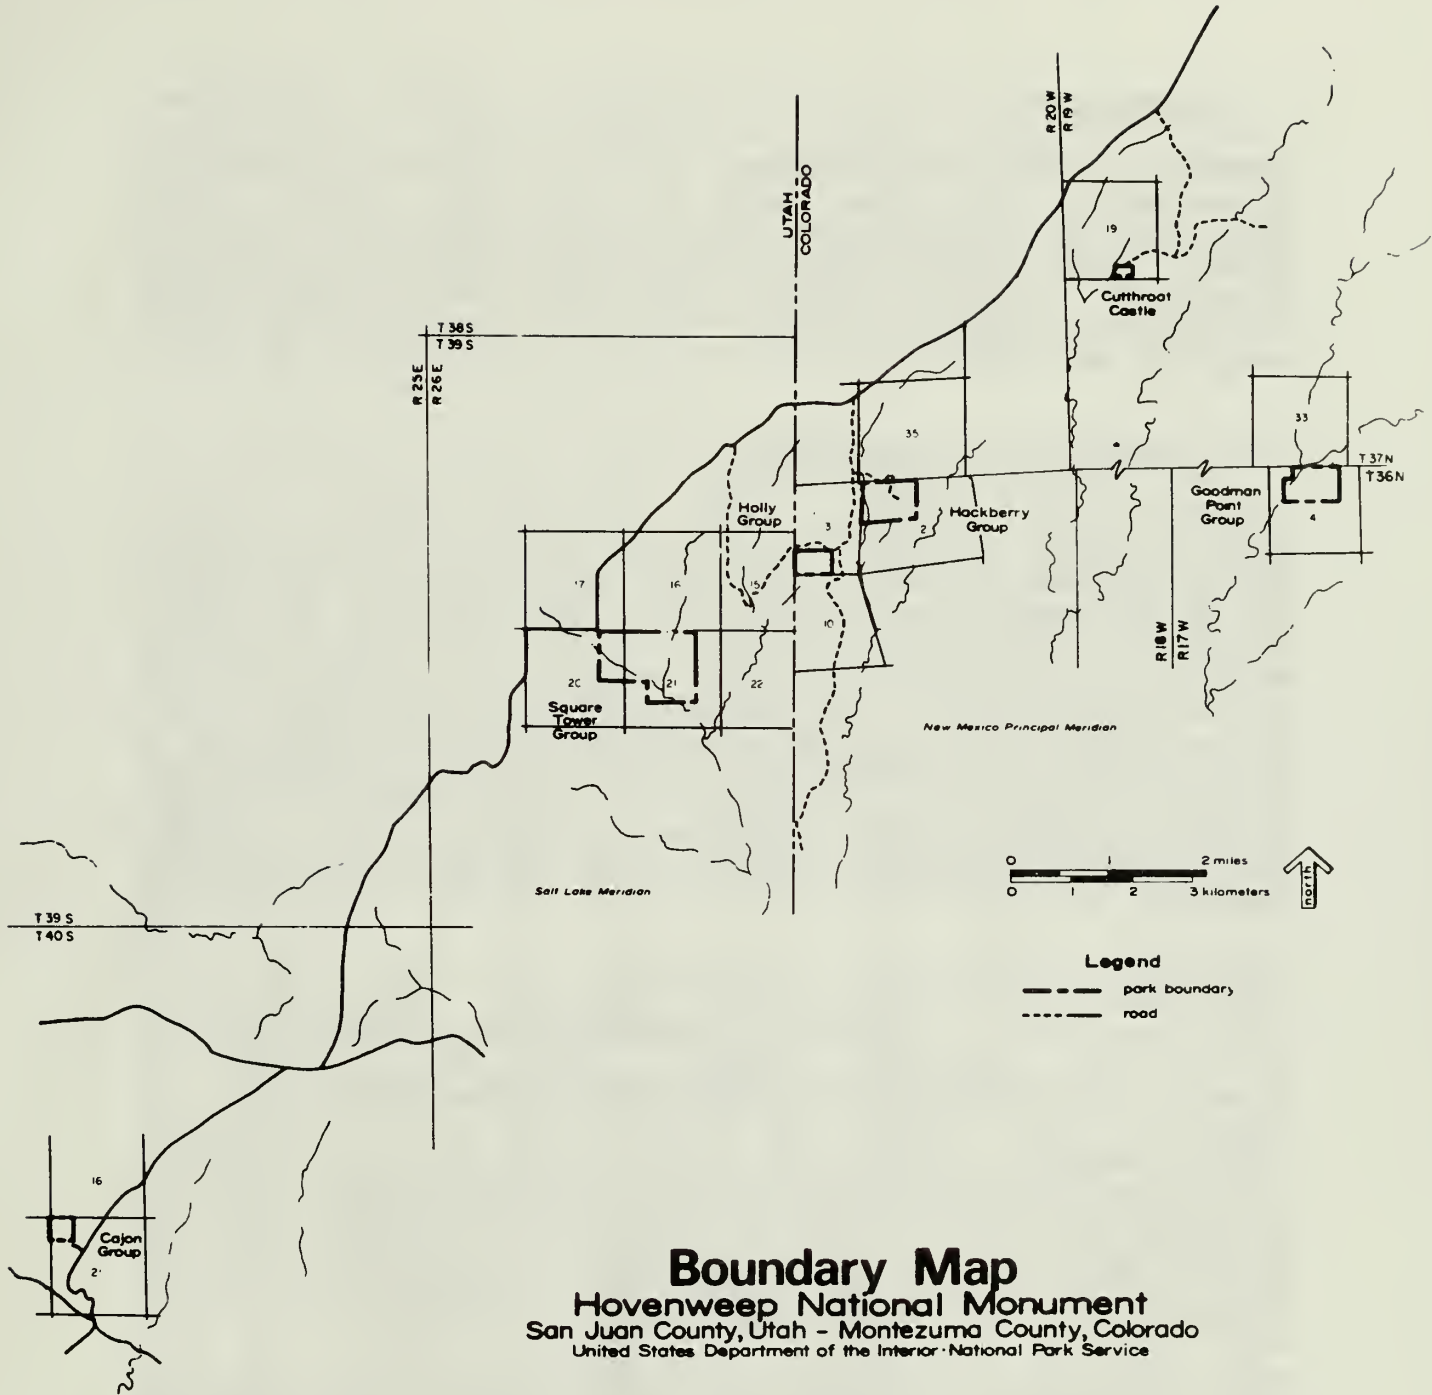 R 20 W
R 19 W
UTAH
COLORADO
19
Cutthroat
Castle
T 38 S
T 39 S
R 25 E
R 26 E
35
33
T 37 N
T 36 N
Goodman
Point
Group
4
Holly
Group
3
2
Hackberry
Group
17
16
15
10
R 18 W
R 17 W
20
21
22
Square
Tower
Group
New Mexico Principal Meridian
Salt Lake Meridian
0 1 2 miles
0 1 2 3 kilometers
north
T 39 S
T 40 S
Legend
park boundary
road
16
Cajon
Group
Boundary Map
Hovenweep National Monument
San Juan County, Utah – Montezuma County, Colorado
United States Department of the Interior · National Park Service